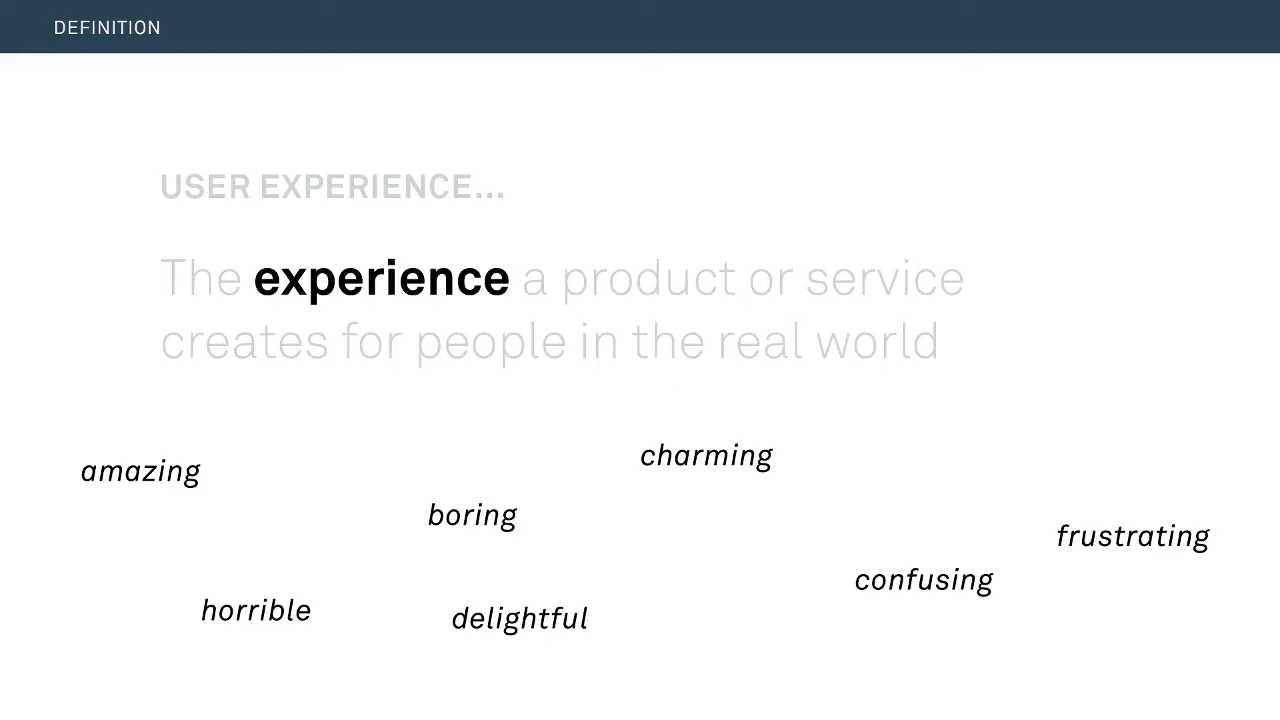 DEFINITION
USER EXPERIENCE...
The experience a product or service
creates for people in the real world
amazing
charming
boring
frustrating
confusing
horrible
delightful